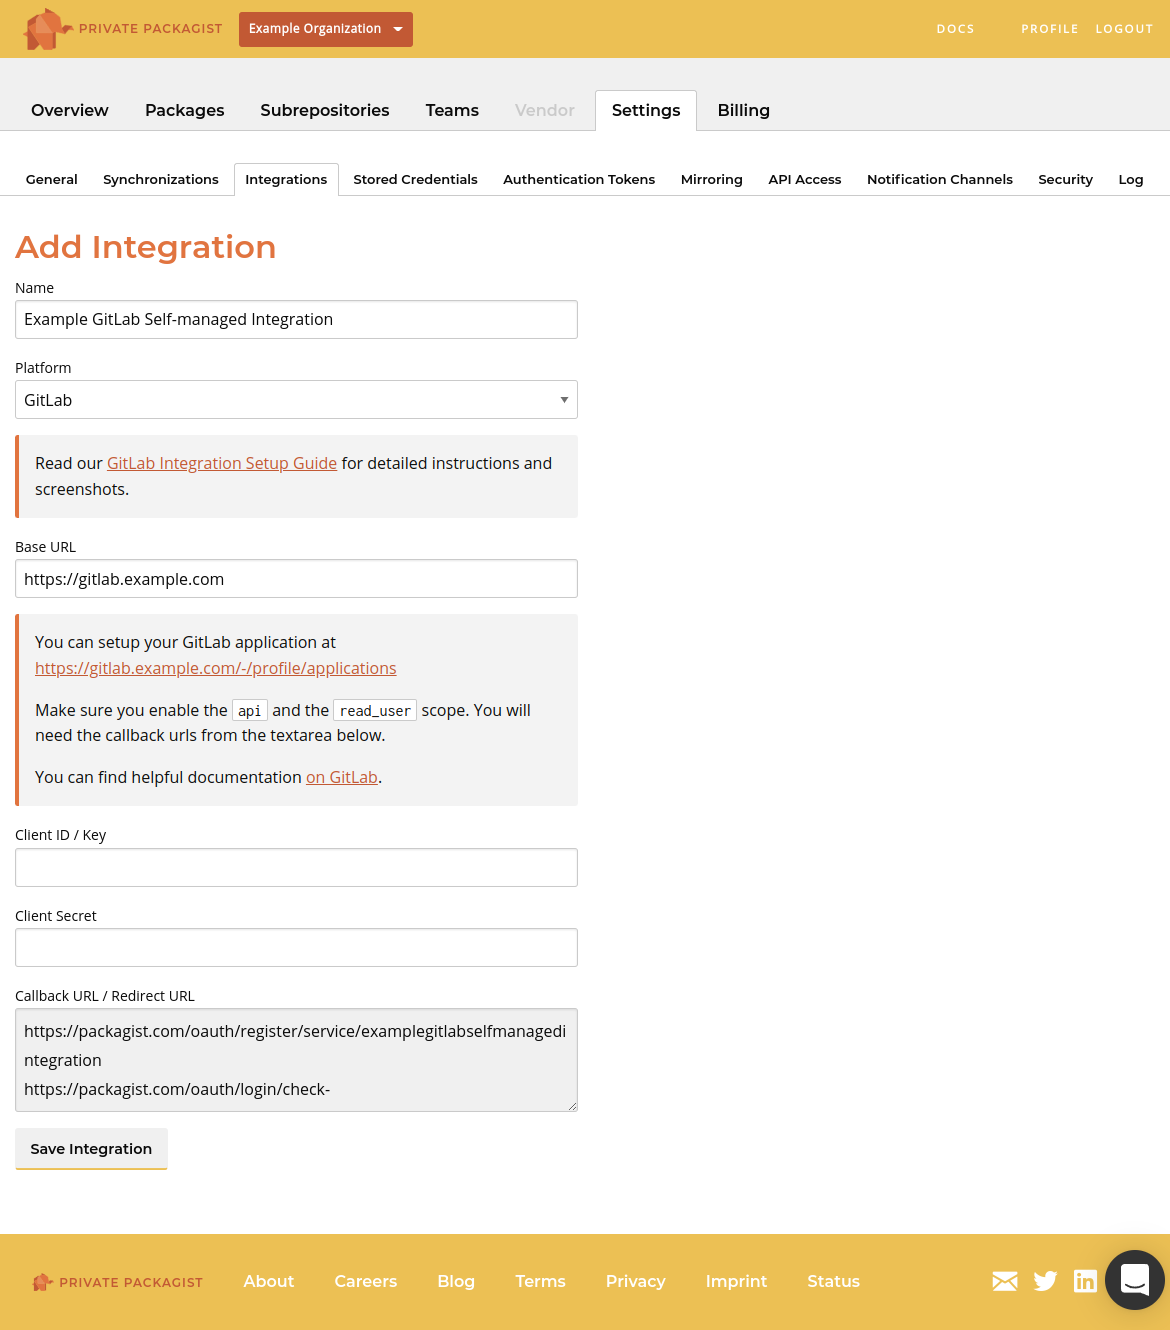 PRIVATE PACKAGIST
Example Organization
DOCS PROFILE LOGOUT
Overview Packages Subrepositories Teams Vendor Settings Billing
General Synchronizations Integrations Stored Credentials Authentication Tokens Mirroring API Access Notification Channels Security Log
Add Integration
Name
Example GitLab Self-managed Integration
Platform
GitLab
Read our GitLab Integration Setup Guide for detailed instructions and
screenshots.
Base URL
https://gitlab.example.com
You can setup your GitLab application at
https://gitlab.example.com/-/profile/applications
Make sure you enable the api and the read_user scope. You will
need the callback urls from the textarea below.
You can find helpful documentation on GitLab.
Client ID / Key
Client Secret
Callback URL / Redirect URL
https://packagist.com/oauth/register/service/examplegitlabselfmanagedi
ntegration
https://packagist.com/oauth/login/check-
Save Integration
PRIVATE PACKAGIST About Careers Blog Terms Privacy Imprint Status